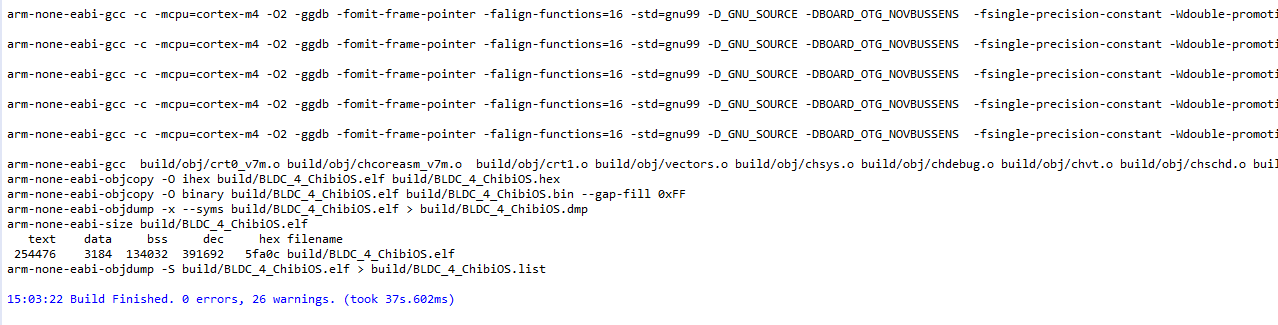 arm-none-eabi-gcc -c -mcpu=cortex-m4 -O2 -ggdb -fomit-frame-pointer -falign-functions=16 -std=gnu99 -D_GNU_SOURCE -DBOARD_OTG_NOVBUSSENS  -fsingle-precision-constant -Wdouble-promoti
arm-none-eabi-gcc -c -mcpu=cortex-m4 -O2 -ggdb -fomit-frame-pointer -falign-functions=16 -std=gnu99 -D_GNU_SOURCE -DBOARD_OTG_NOVBUSSENS  -fsingle-precision-constant -Wdouble-promoti
arm-none-eabi-gcc -c -mcpu=cortex-m4 -O2 -ggdb -fomit-frame-pointer -falign-functions=16 -std=gnu99 -D_GNU_SOURCE -DBOARD_OTG_NOVBUSSENS  -fsingle-precision-constant -Wdouble-promoti
arm-none-eabi-gcc -c -mcpu=cortex-m4 -O2 -ggdb -fomit-frame-pointer -falign-functions=16 -std=gnu99 -D_GNU_SOURCE -DBOARD_OTG_NOVBUSSENS  -fsingle-precision-constant -Wdouble-promoti
arm-none-eabi-gcc -c -mcpu=cortex-m4 -O2 -ggdb -fomit-frame-pointer -falign-functions=16 -std=gnu99 -D_GNU_SOURCE -DBOARD_OTG_NOVBUSSENS  -fsingle-precision-constant -Wdouble-promoti
arm-none-eabi-gcc  build/obj/crt0_v7m.o build/obj/chcoreasm_v7m.o  build/obj/crt1.o build/obj/vectors.o build/obj/chsys.o build/obj/chdebug.o build/obj/chvt.o build/obj/chschd.o buil
arm-none-eabi-objcopy -O ihex build/BLDC_4_ChibiOS.elf build/BLDC_4_ChibiOS.hex
arm-none-eabi-objcopy -O binary build/BLDC_4_ChibiOS.elf build/BLDC_4_ChibiOS.bin --gap-fill 0xFF
arm-none-eabi-objdump -x --syms build/BLDC_4_ChibiOS.elf > build/BLDC_4_ChibiOS.dmp
arm-none-eabi-size build/BLDC_4_ChibiOS.elf
   text    data     bss     dec     hex filename
 254476    3184  134032  391692   5fa0c build/BLDC_4_ChibiOS.elf
arm-none-eabi-objdump -S build/BLDC_4_ChibiOS.elf > build/BLDC_4_ChibiOS.list
15:03:22 Build Finished. 0 errors, 26 warnings. (took 37s.602ms)